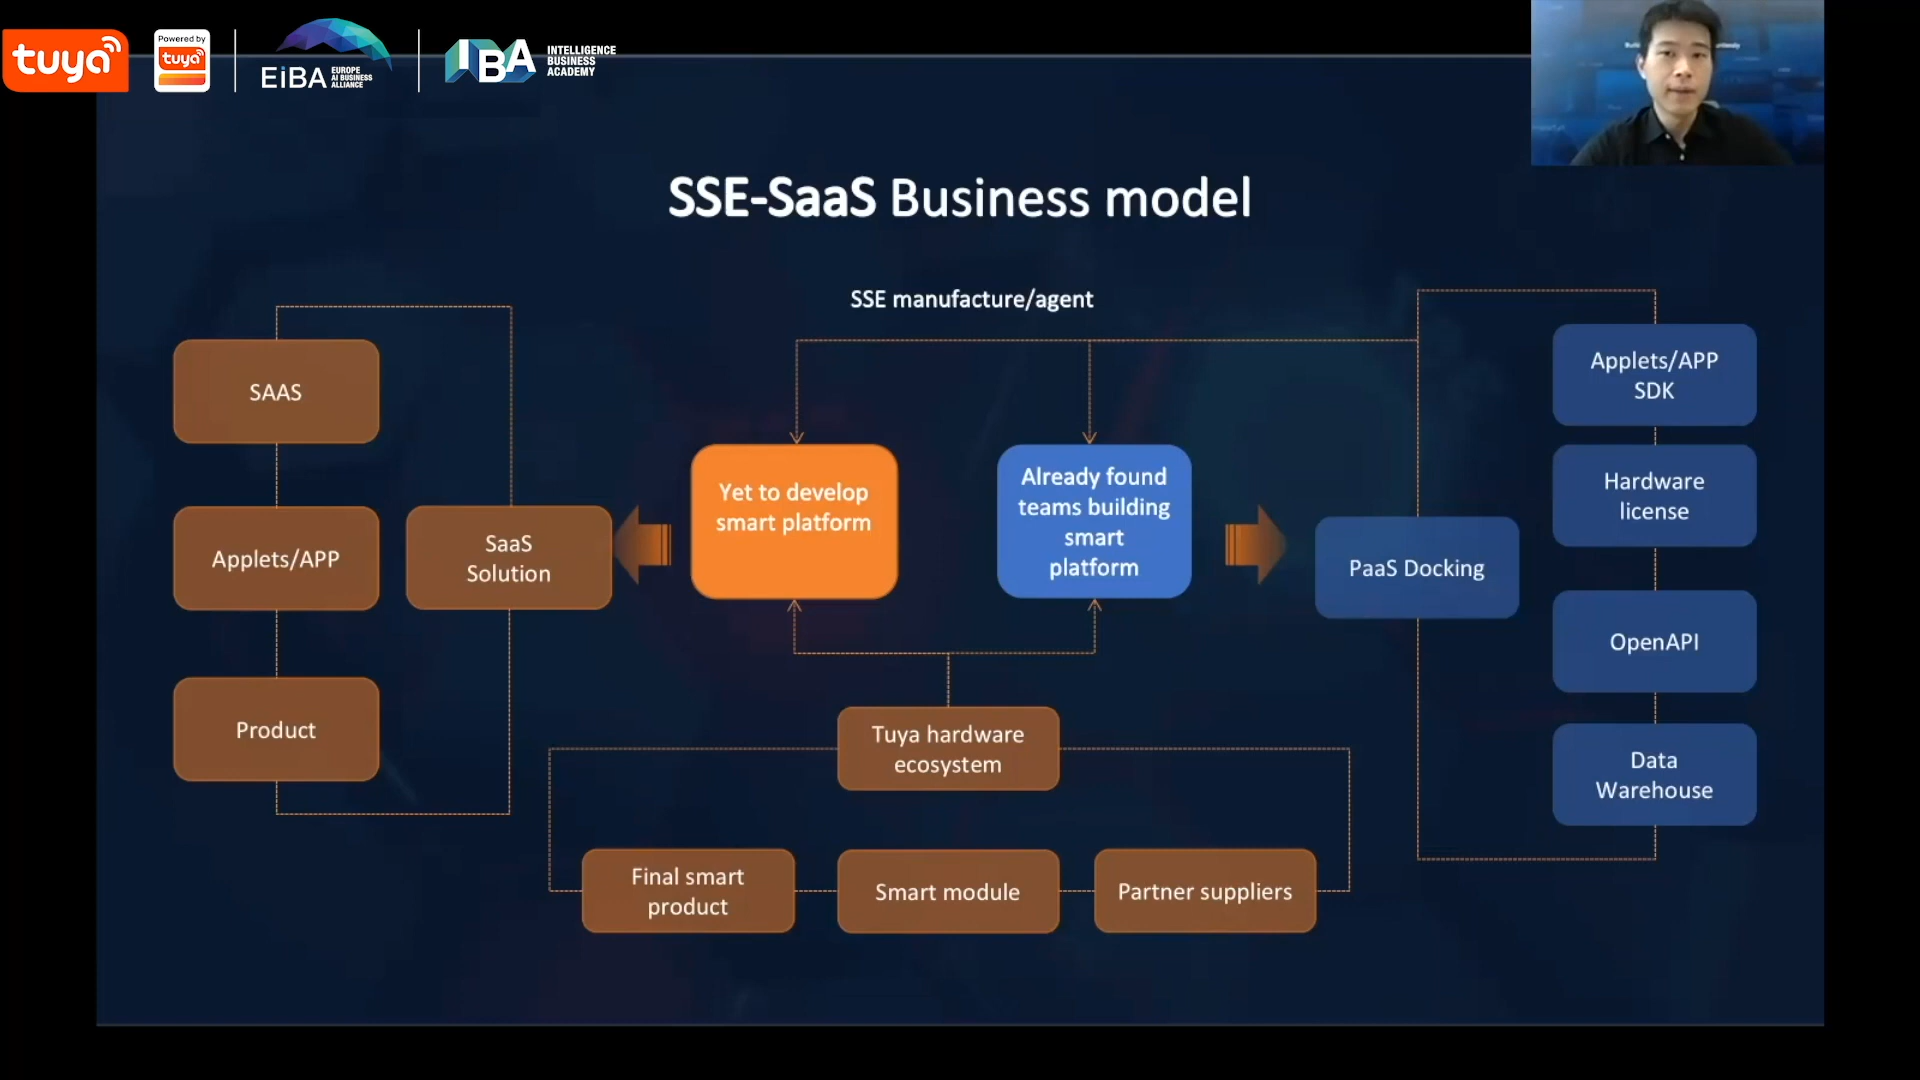 tuya
Powered by
tuya
EiBA
EUROPE
AI BUSINESS
ALLIANCE
IBA
INTELLIGENCE
BUSINESS
ACADEMY
SSE-SaaS Business model
SSE manufacture/agent
SAAS
Applets/APP
Product
SaaS
Solution
Yet to develop
smart platform
Already found
teams building
smart
platform
PaaS Docking
Applets/APP
SDK
Hardware
license
OpenAPI
Data
Warehouse
Tuya hardware
ecosystem
Final smart
product
Smart module
Partner suppliers